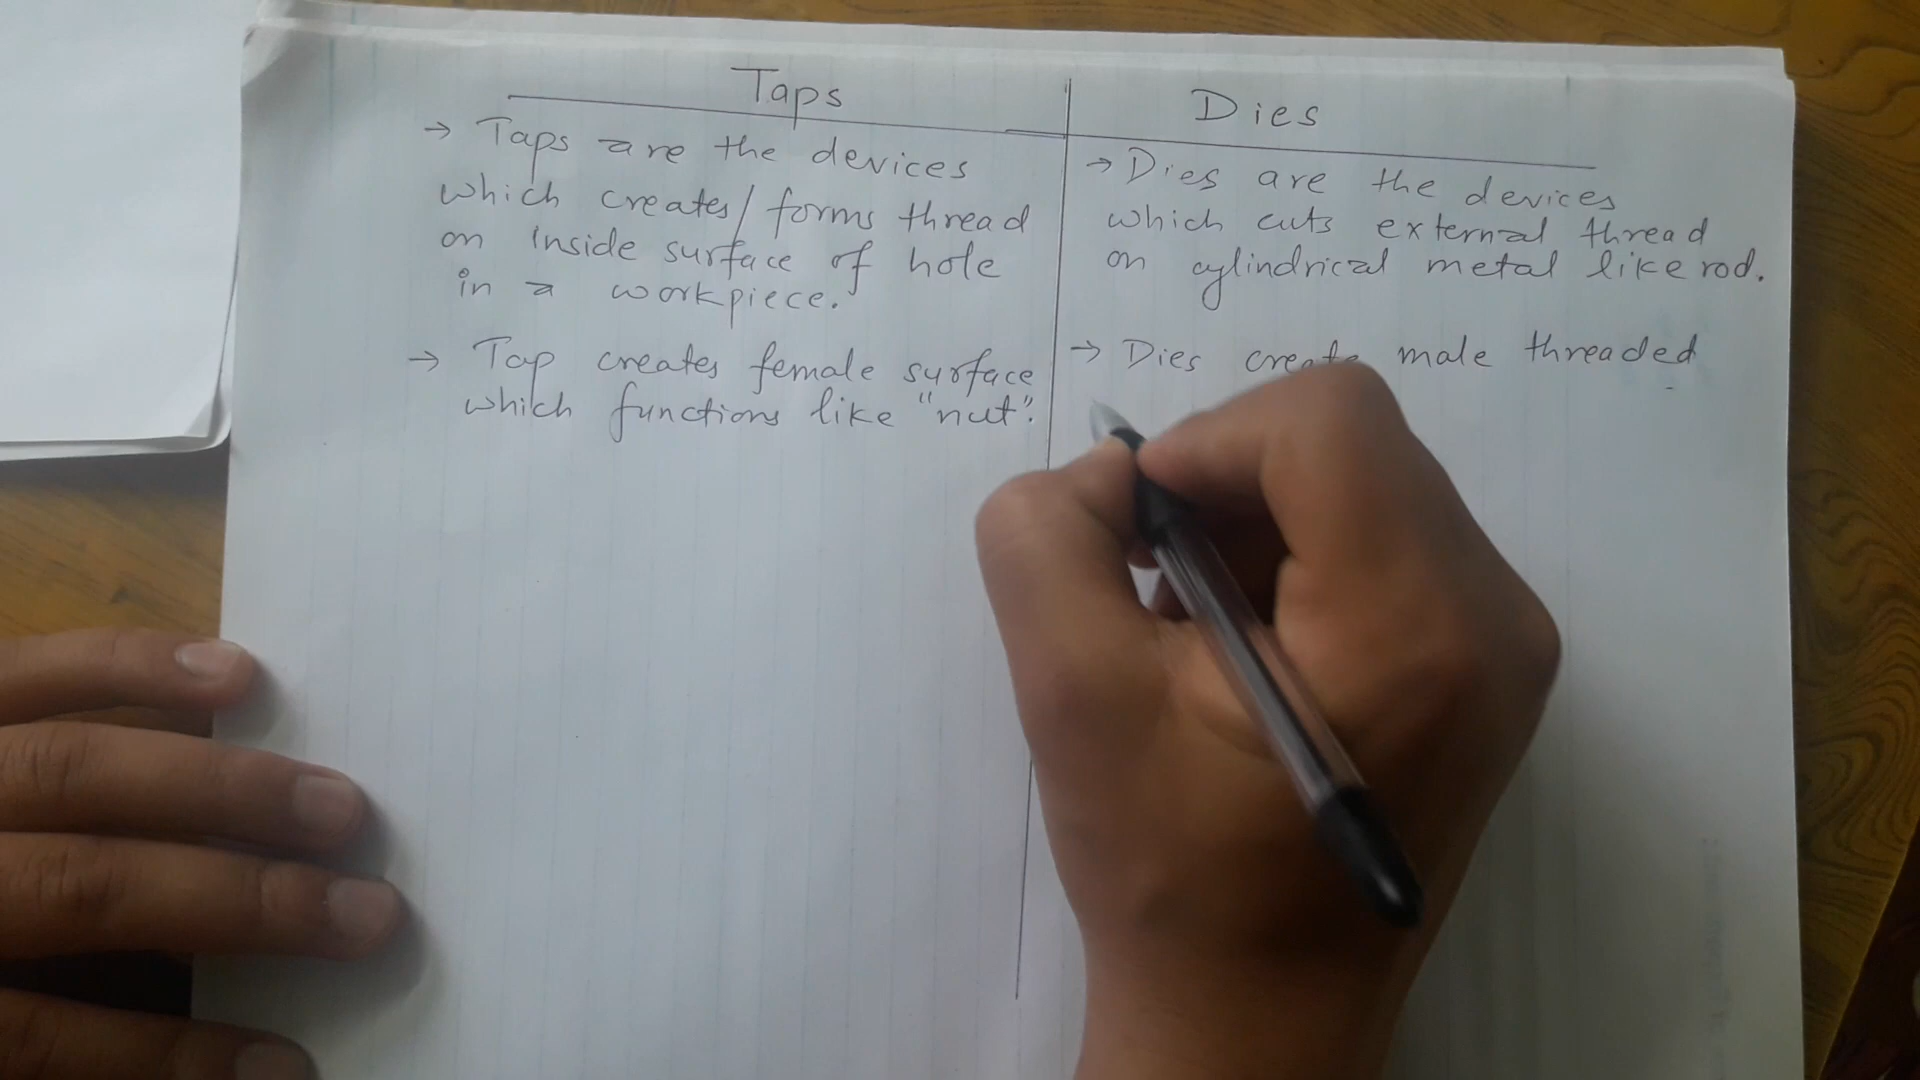 Taps
→ Taps are the devices
which creates/forms thread
on inside surface of hole
in a workpiece.
→ Tap creates female surface
which functions like "nut".
Dies
→ Dies are the devices
which cuts external thread
on cylindrical metal like rod.
→ Dies create male threaded